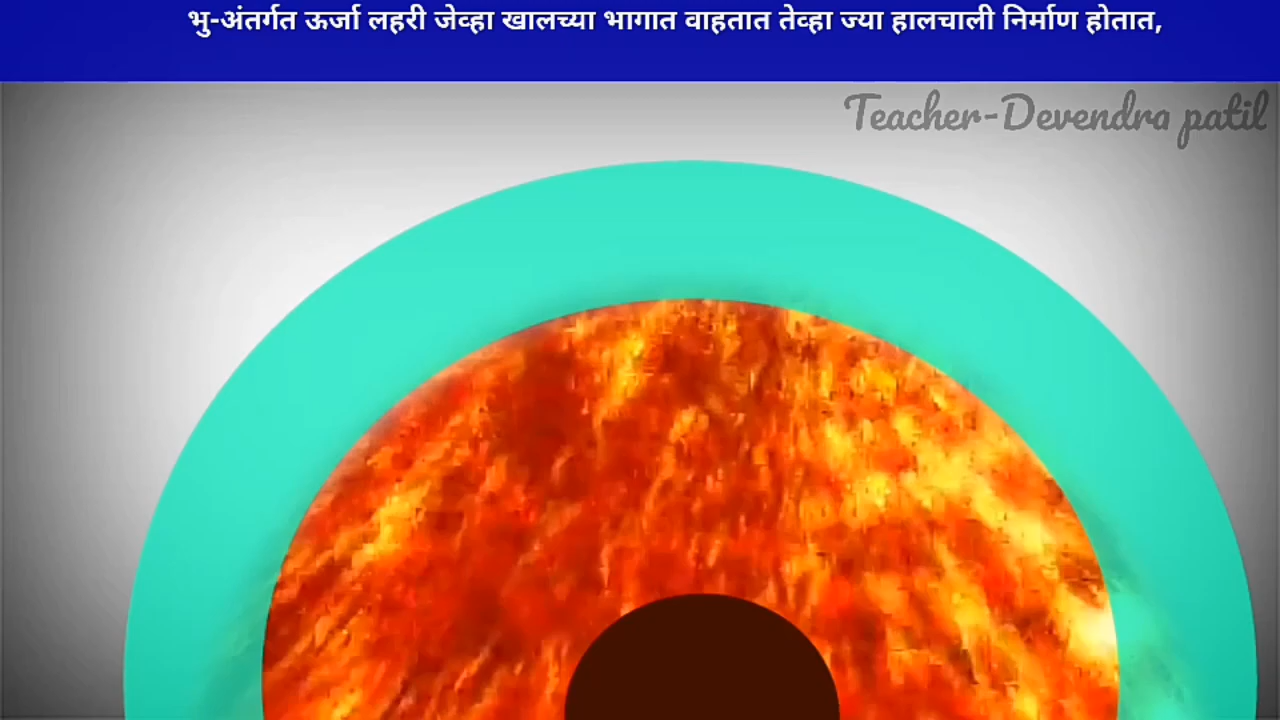 भु-अंतर्गत ऊर्जा लहरी जेव्हा खालच्या भागात वाहतात तेव्हा ज्या हालचाली निर्माण होतात,
Teacher-Devendra patil